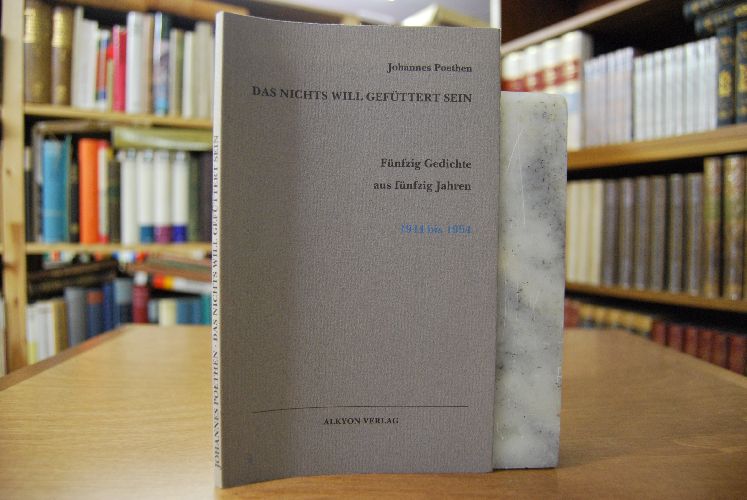 Johannes Poethen
DAS NICHTS WILL GEFÜTTERT SEIN
Fünfzig Gedichte
aus fünfzig Jahren
1944 bis 1994
ALKYON VERLAG
JOHANNES POETHEN · DAS NICHTS WILL GEFÜTTERT SEIN